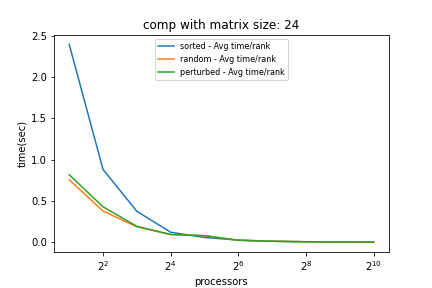 comp with matrix size: 24
sorted - Avg time/rank
random - Avg time/rank
perturbed - Avg time/rank
2.5
2.0
1.5
1.0
0.5
0.0
time(sec)
2^2 2^4 2^6 2^8 2^10
processors